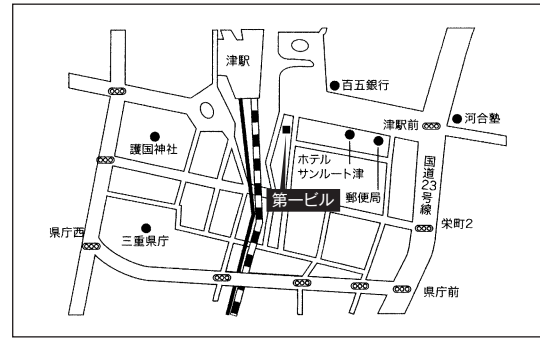 津駅
百五銀行
河合塾
津駅前
護国神社
ホテル
サンルート津
郵便局
国道23号線
第一ビル
県庁西
三重県庁
栄町2
県庁前